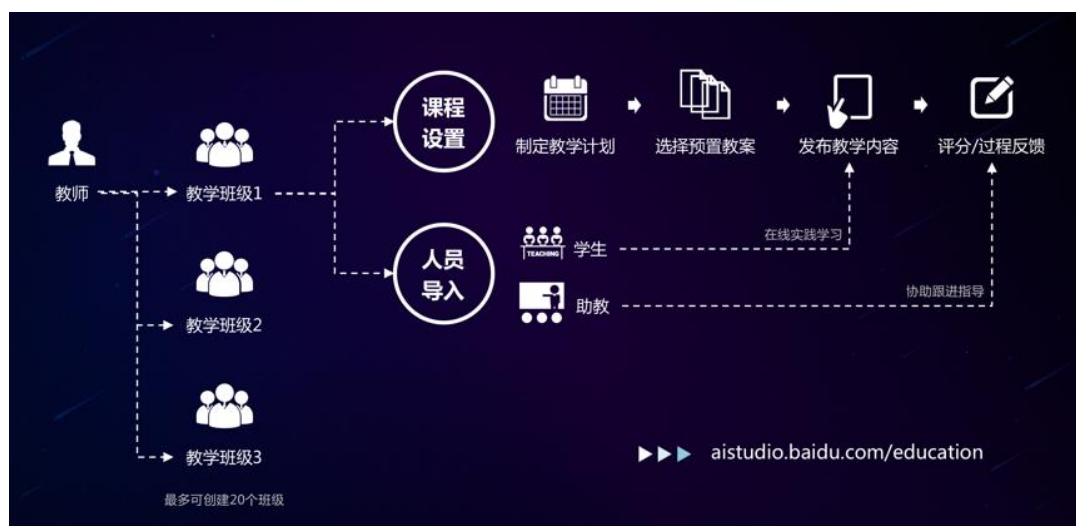 课程
设置
制定教学计划
选择预置教案
发布教学内容
评分/过程反馈
教师
教学班级1
人员
导入
TEACHING
学生
在线实践学习
助教
协助跟进指导
教学班级2
教学班级3
最多可创建20个班级
aistudio.baidu.com/education